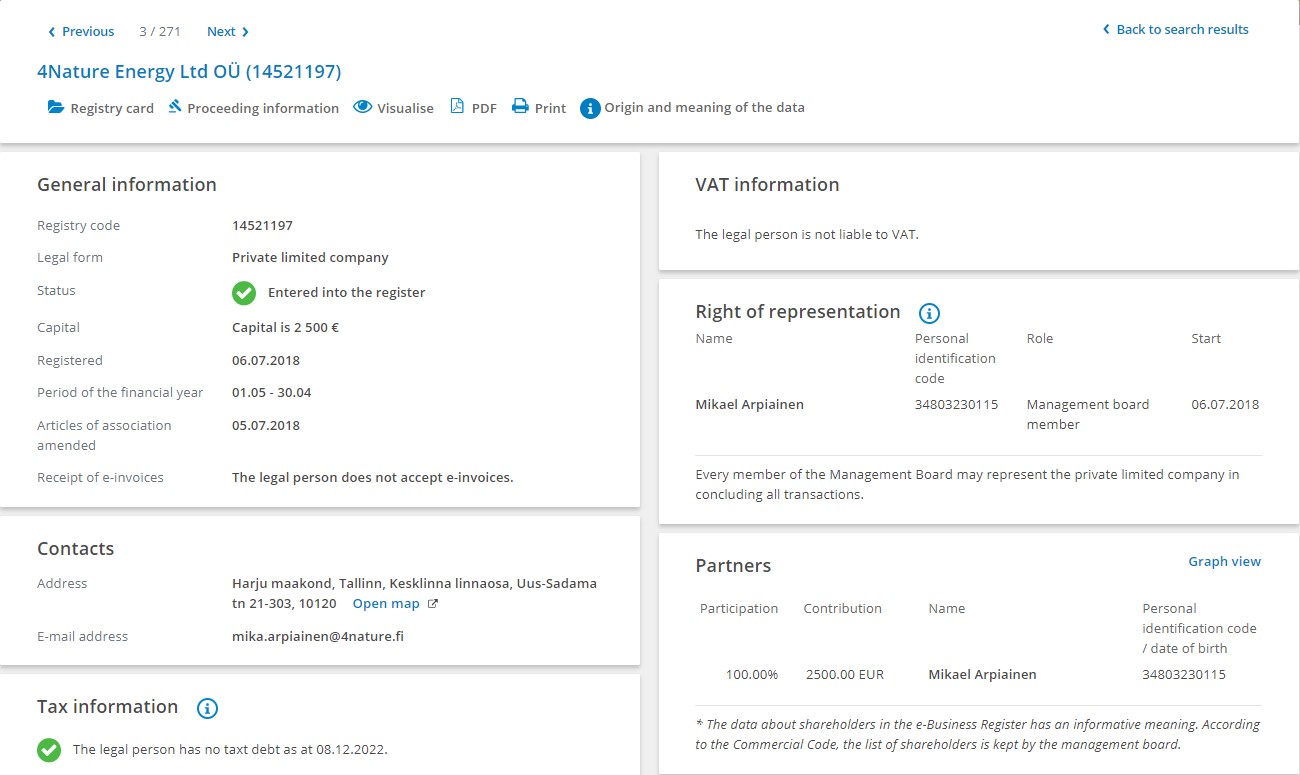 Previous 3 / 271 Next
Back to search results
4Nature Energy Ltd OÜ (14521197)
Registry card Proceeding information Visualise PDF Print Origin and meaning of the data
General information
Registry code 14521197
Legal form Private limited company
Status Entered into the register
Capital Capital is 2 500 €
Registered 06.07.2018
Period of the financial year 01.05 - 30.04
Articles of association
amended
05.07.2018
Receipt of e-invoices The legal person does not accept e-invoices.
Contacts
Address Harju maakond, Tallinn, Kesklinna linnaosa, Uus-Sadama
tn 21-303, 10120 Open map
E-mail address mika.arpiainen@4nature.fi
Tax information
The legal person has no taxt debt as at 08.12.2022.
VAT information
The legal person is not liable to VAT.
Right of representation
Name Personal
identification
code
Role Start
Mikael Arpiainen 34803230115 Management board
member
06.07.2018
Every member of the Management Board may represent the private limited company in
concluding all transactions.
Partners
Graph view
Participation Contribution Name Personal
identification code
/ date of birth
100.00% 2500.00 EUR Mikael Arpiainen 34803230115
* The data about shareholders in the e-Business Register has an informative meaning. According
to the Commercial Code, the list of shareholders is kept by the management board.